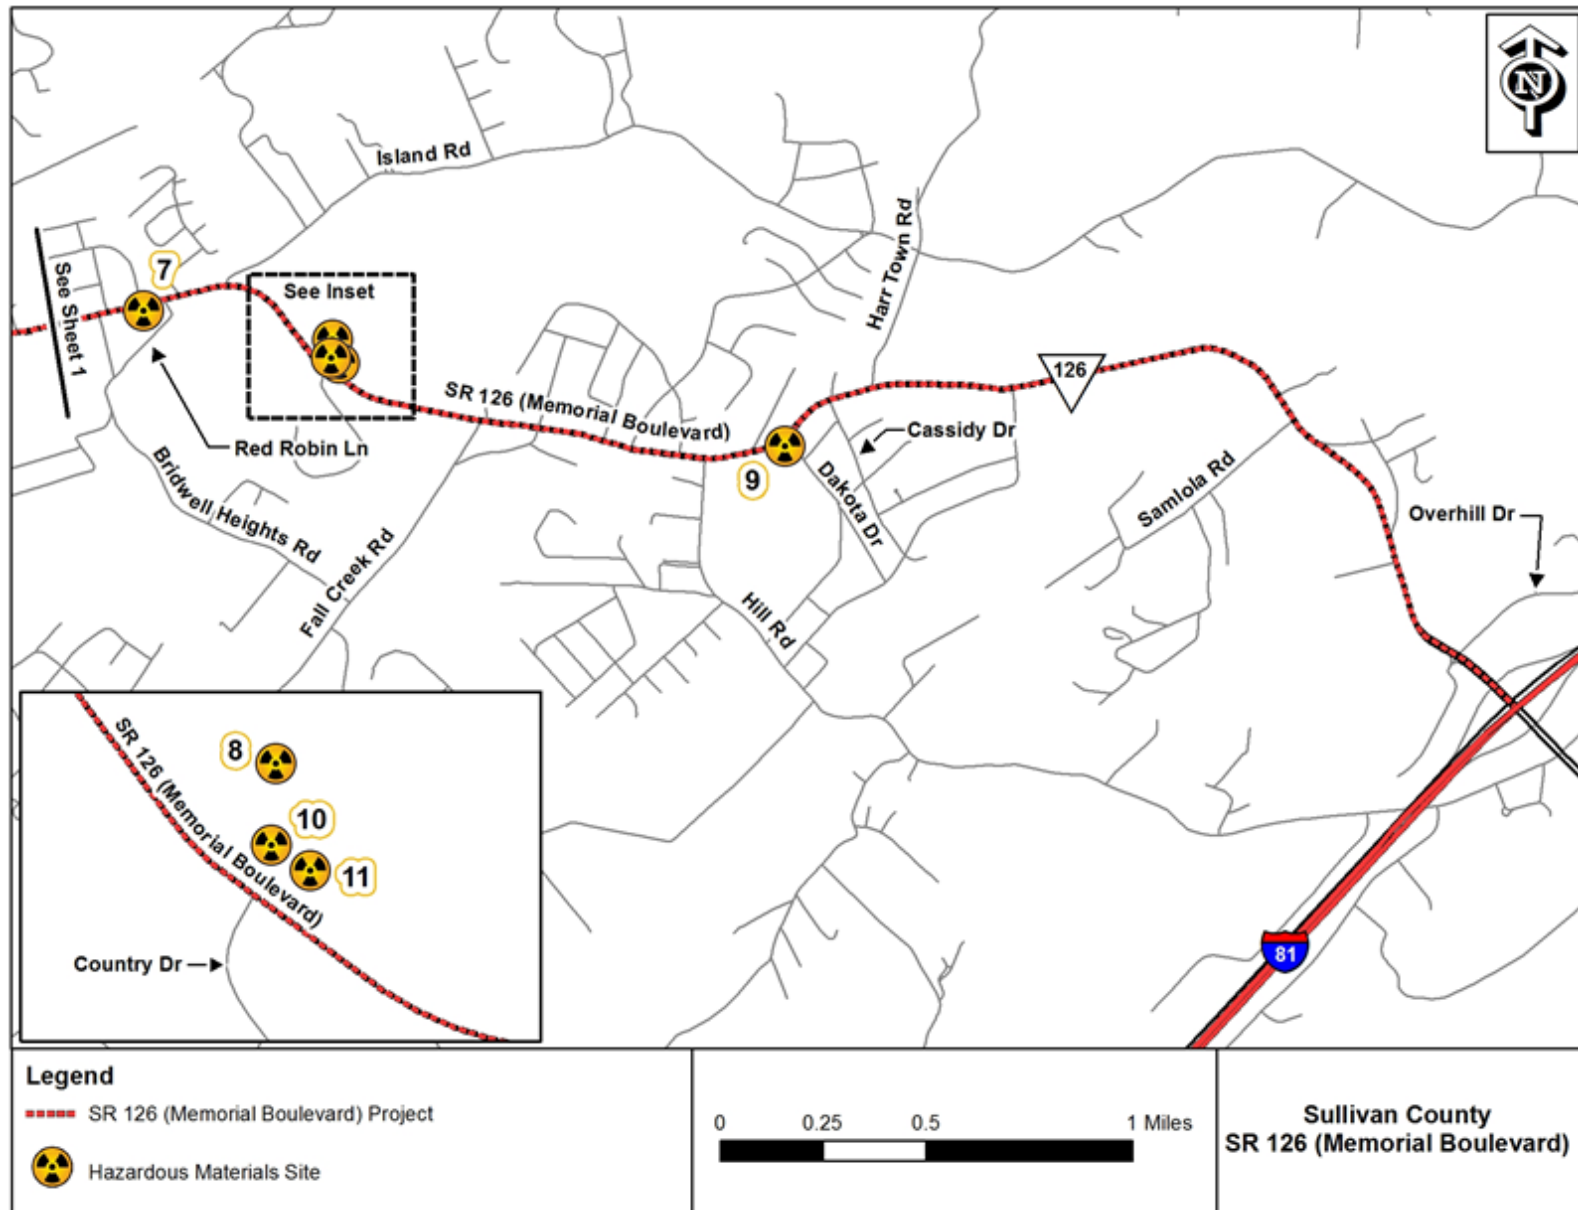 N
Island Rd
Harr Town Rd
7
See Inset
See Sheet 1
126
SR 126 (Memorial Boulevard)
Red Robin Ln
Cassidy Dr
9
Dakota Dr
Samlola Rd
Overhill Dr
Bridwell Heights Rd
Fall Creek Rd
Hill Rd
SR 126 (Memorial Boulevard)
8
10
11
Country Dr
81
Legend
SR 126 (Memorial Boulevard) Project
Hazardous Materials Site
0 0.25 0.5 1 Miles
Sullivan County
SR 126 (Memorial Boulevard)